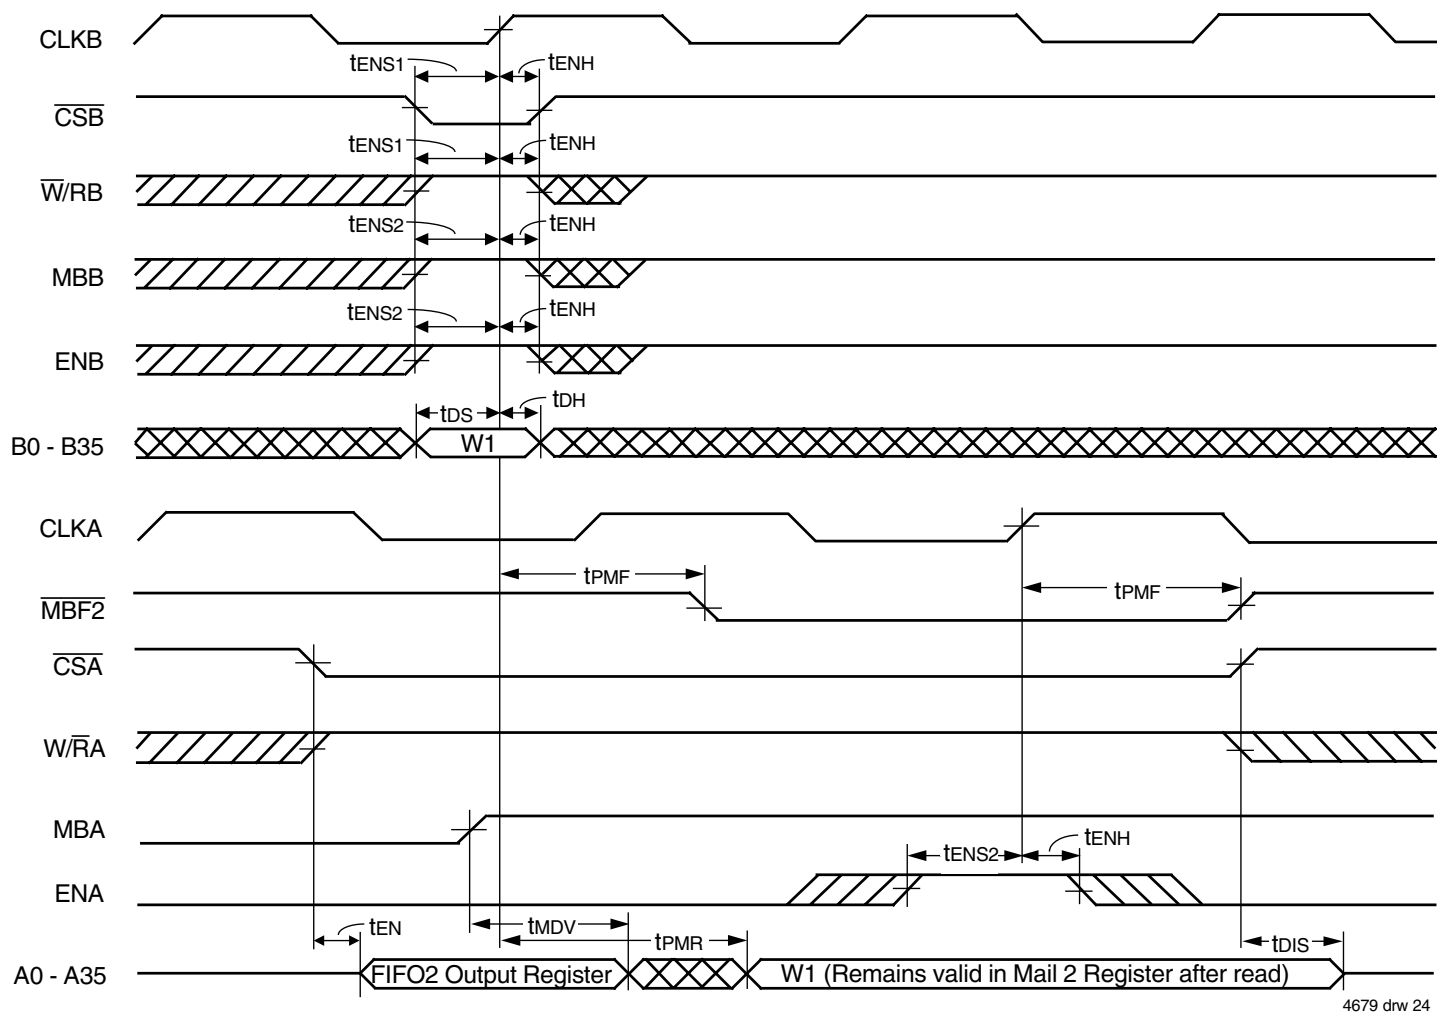 CLKB
tENS1 tENH
CSB
tENS1 tENH
W/RB
tENS2 tENH
MBB
tENS2 tENH
ENB
tDS tDH
B0 - B35 W1
CLKA
tPMF tPMF
MBF2
CSA
W/RA
MBA
tENS2 tENH
ENA
tEN tMDV tPMR tDIS
A0 - A35 FIFO2 Output Register W1 (Remains valid in Mail 2 Register after read)
4679 drw 24